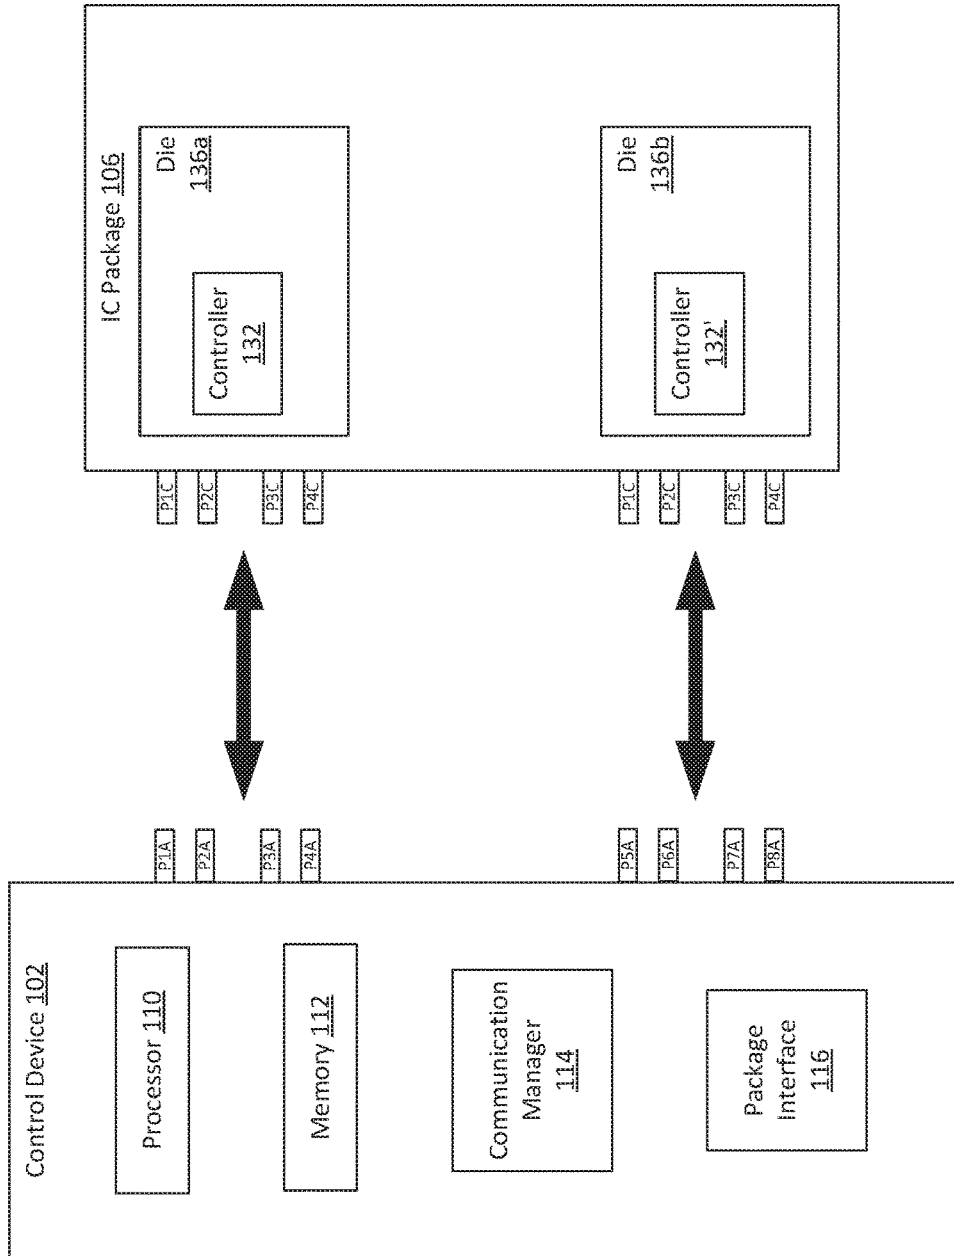 Control Device 102
Processor 110
Memory 112
Communication
Manager
114
Package
Interface
116
P1A
P2A
P3A
P4A
P5A
P6A
P7A
P8A
P1C
P2C
P3C
P4C
P1C
P2C
P3C
P4C
IC Package 106
Die
136a
Controller
132
Die
136b
Controller
132'